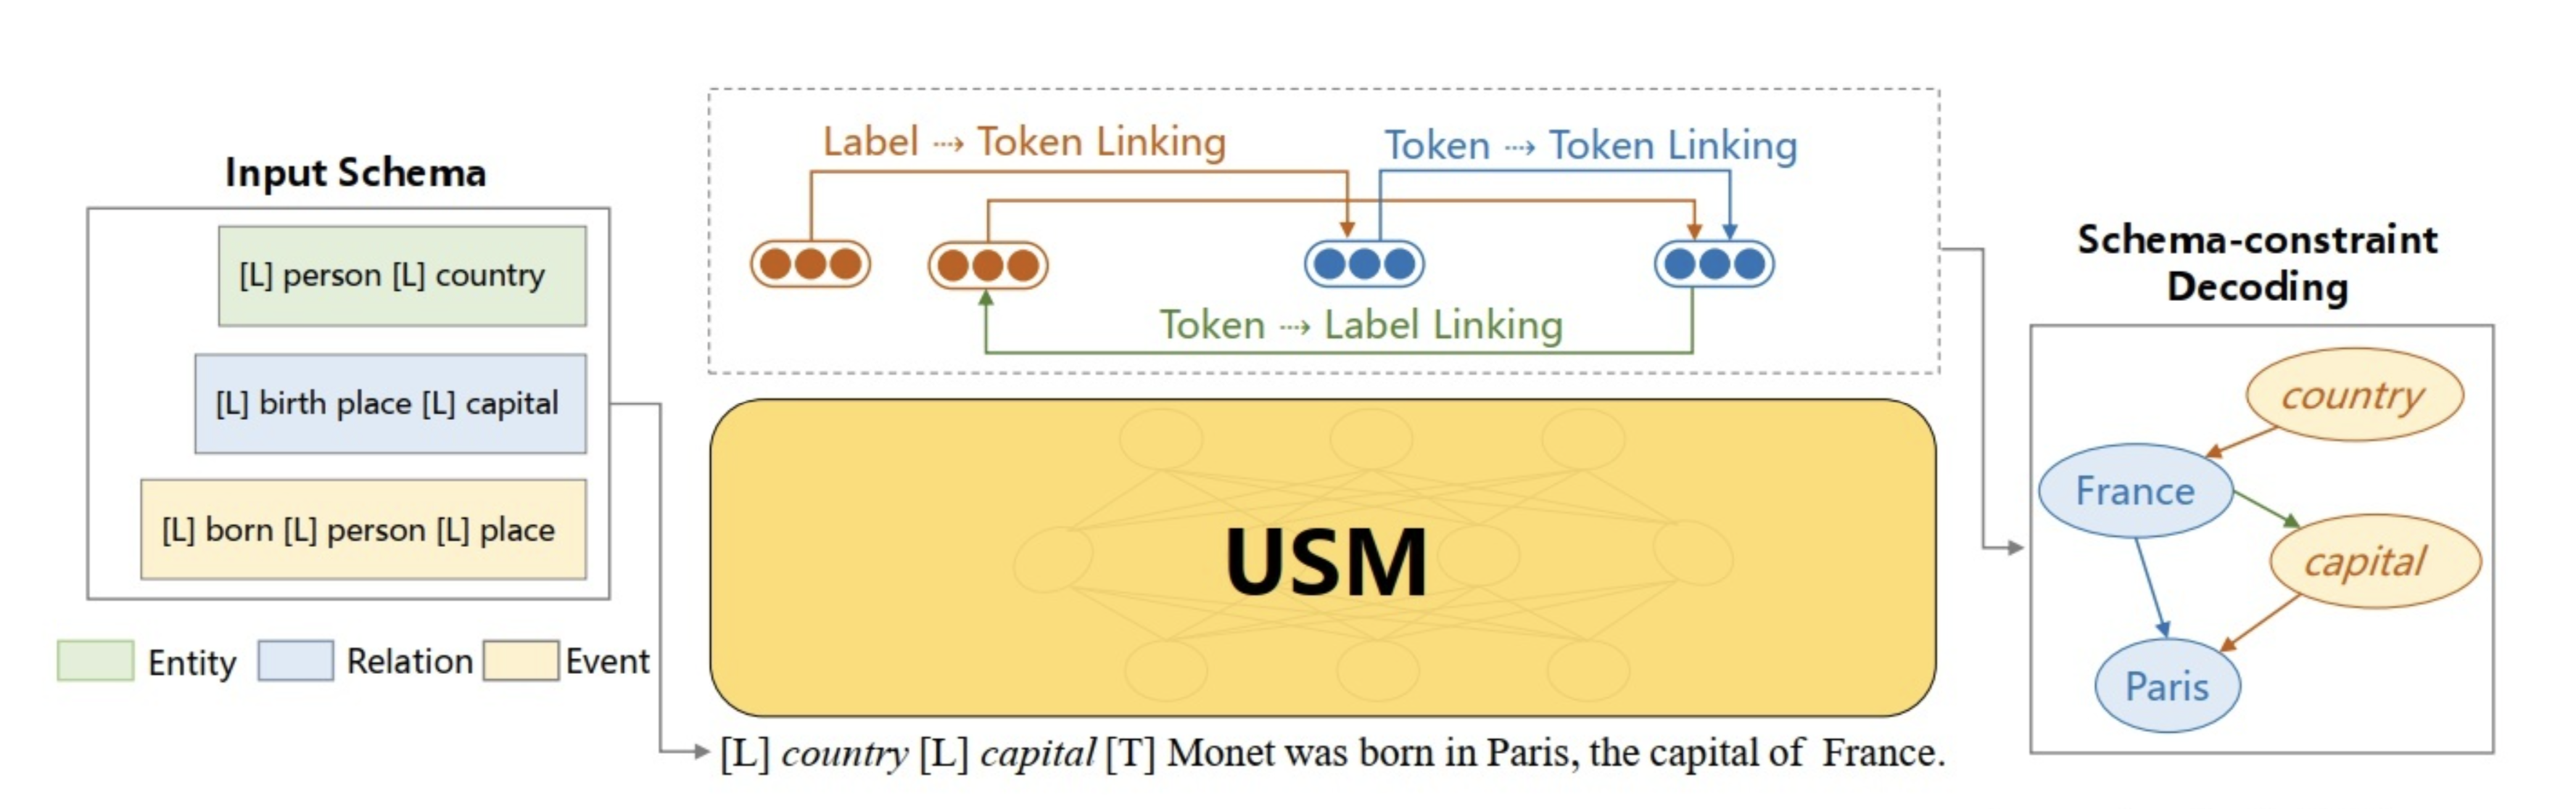 Input Schema
[L] person [L] country
[L] birth place [L] capital
[L] born [L] person [L] place
Entity
Relation
Event
Label ⇢ Token Linking
Token ⇢ Token Linking
Token ⇢ Label Linking
USM
[L] country [L] capital [T] Monet was born in Paris, the capital of France.
Schema-constraint
Decoding
country
France
capital
Paris